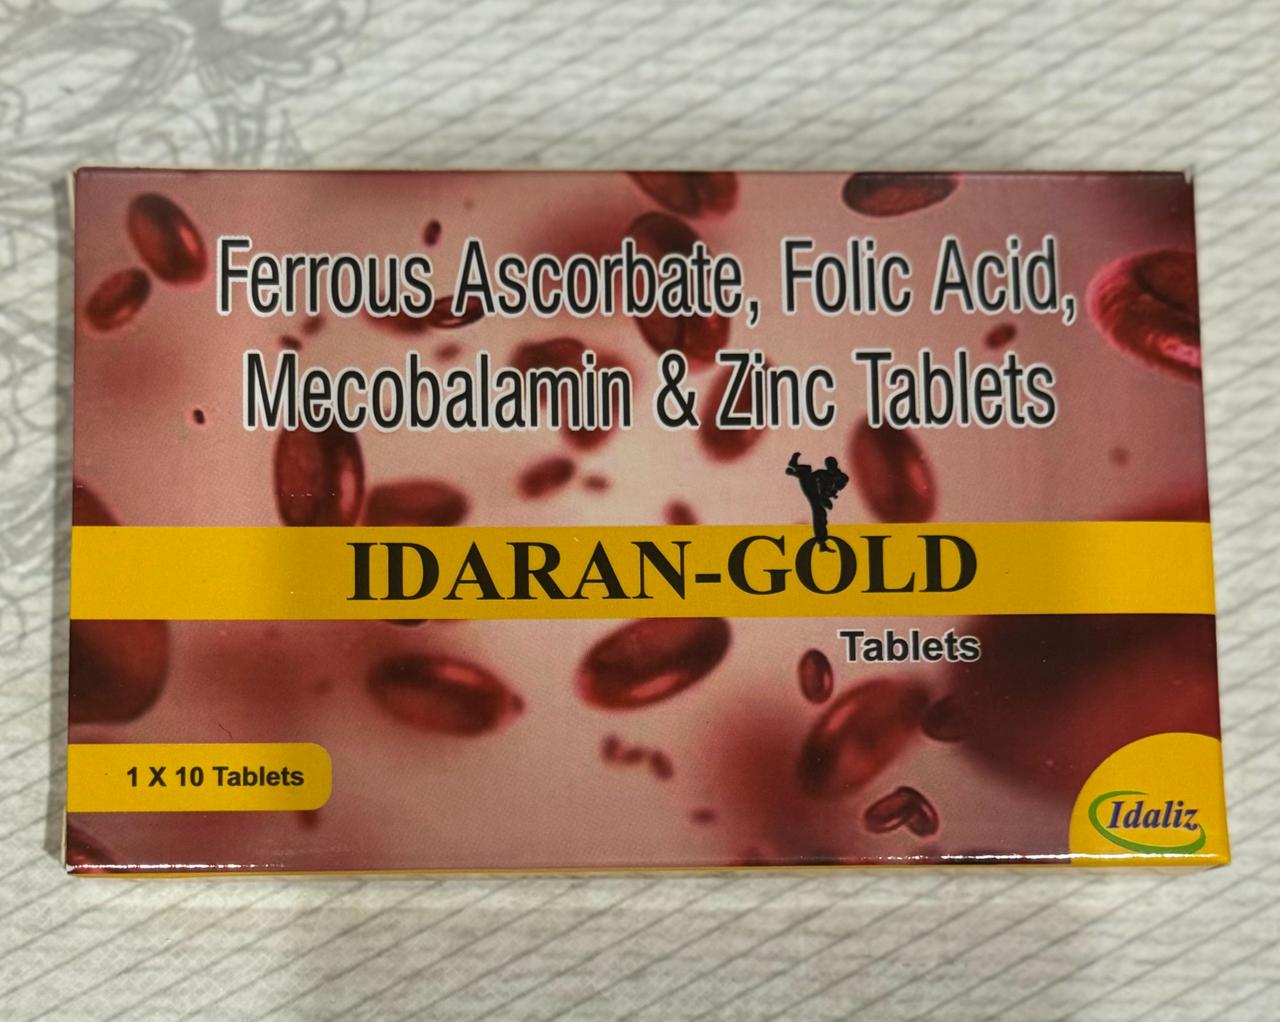 Ferrous Ascorbate, Folic Acid,
Mecobalamin & Zinc Tablets
IDARAN-GOLD
Tablets
1 X 10 Tablets
Idaliz